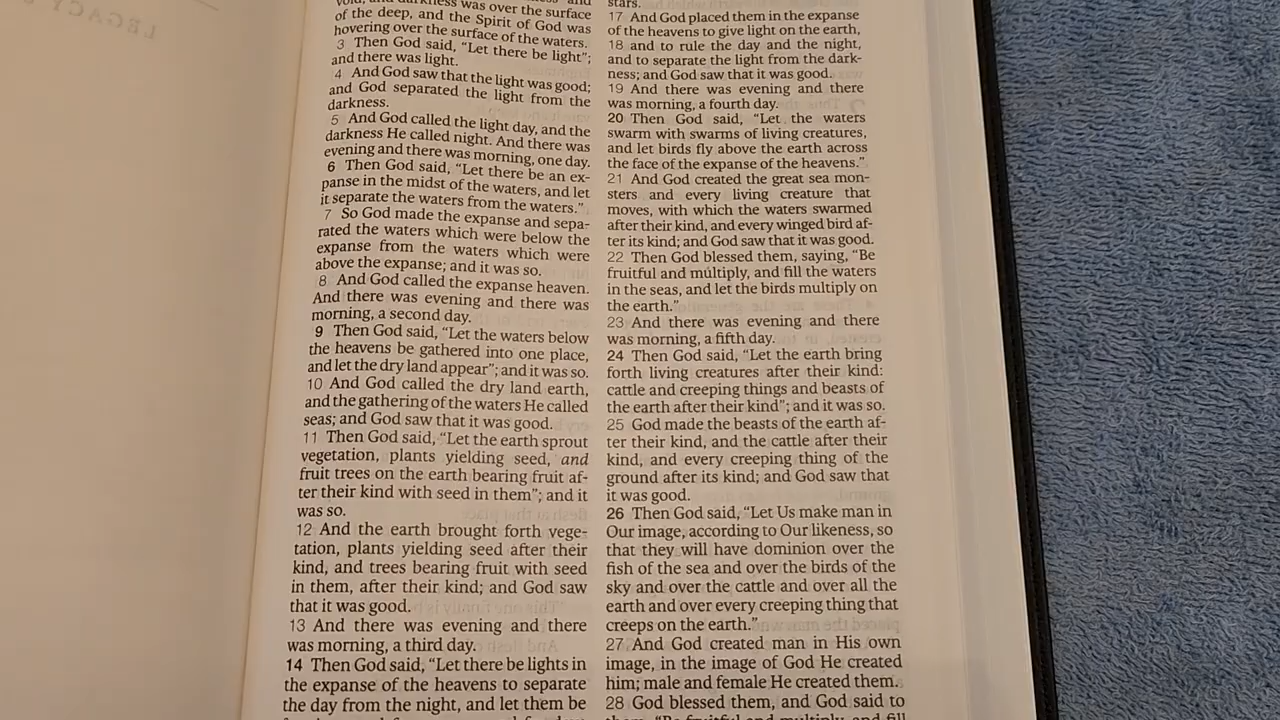 LEGACY
void, and darkness was over the surface
of the deep, and the Spirit of God was
hovering over the surface of the waters.
3 Then God said, “Let there be light”;
and there was light.
4 And God saw that the light was good;
and God separated the light from the
darkness.
5 And God called the light day, and the
darkness He called night. And there was
evening and there was morning, one day.
6 Then God said, “Let there be an ex-
panse in the midst of the waters, and let
it separate the waters from the waters.”
7 So God made the expanse and sepa-
rated the waters which were below the
expanse from the waters which were
above the expanse; and it was so.
8 And God called the expanse heaven.
And there was evening and there was
morning, a second day.
9 Then God said, “Let the waters below
the heavens be gathered into one place,
and let the dry land appear”; and it was so.
10 And God called the dry land earth,
and the gathering of the waters He called
seas; and God saw that it was good.
11 Then God said, “Let the earth sprout
vegetation, plants yielding seed, and
fruit trees on the earth bearing fruit af-
ter their kind with seed in them”; and it
was so.
12 And the earth brought forth vege-
tation, plants yielding seed after their
kind, and trees bearing fruit with seed
in them, after their kind; and God saw
that it was good.
13 And there was evening and there
was morning, a third day.
14 Then God said, “Let there be lights in
the expanse of the heavens to separate
the day from the night, and let them be
stars.
17 And God placed them in the expanse
of the heavens to give light on the earth,
18 and to rule the day and the night,
and to separate the light from the dark-
ness; and God saw that it was good.
19 And there was evening and there
was morning, a fourth day.
20 Then God said, “Let the waters
swarm with swarms of living creatures,
and let birds fly above the earth across
the face of the expanse of the heavens.”
21 And God created the great sea mon-
sters and every living creature that
moves, with which the waters swarmed
after their kind, and every winged bird af-
ter its kind; and God saw that it was good.
22 Then God blessed them, saying, “Be
fruitful and multiply, and fill the waters
in the seas, and let the birds multiply on
the earth.”
23 And there was evening and there
was morning, a fifth day.
24 Then God said, “Let the earth bring
forth living creatures after their kind:
cattle and creeping things and beasts of
the earth after their kind”; and it was so.
25 God made the beasts of the earth af-
ter their kind, and the cattle after their
kind, and every creeping thing of the
ground after its kind; and God saw that
it was good.
26 Then God said, “Let Us make man in
Our image, according to Our likeness, so
that they will have dominion over the
fish of the sea and over the birds of the
sky and over the cattle and over all the
earth and over every creeping thing that
creeps on the earth.”
27 And God created man in His own
image, in the image of God He created
him; male and female He created them.
28 God blessed them, and God said to
them, “Be fruitful and multiply, and fill